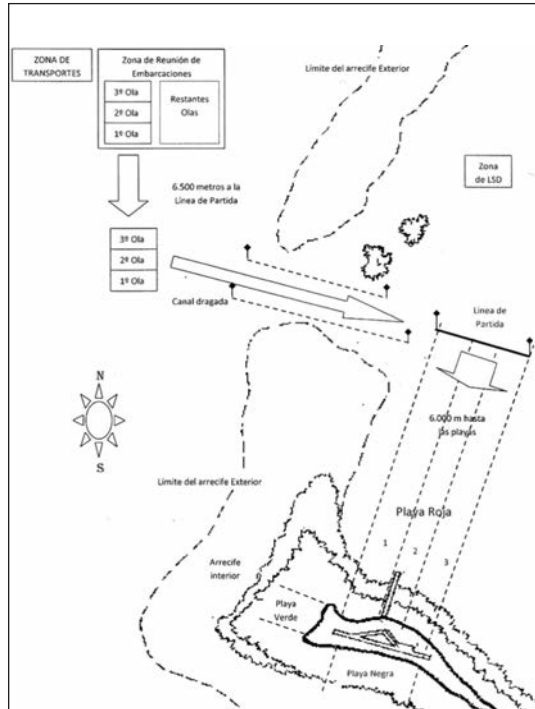 ZONA DE
TRANSPORTES
Zona de Reunión de
Embarcaciones
3ª Ola
2ª Ola
1ª Ola
Restantes
Olas
Límite del arrecife Exterior
Zona
de LSD
6.500 metros a la
Línea de Partida
3ª Ola
2ª Ola
1ª Ola
Canal dragada
Linea de
Partida
N
S
6.000 m hasta
las playas
Límite del arrecife Exterior
Playa Roja
1
2
3
Arrecife
interior
Playa
Verde
Playa Negra